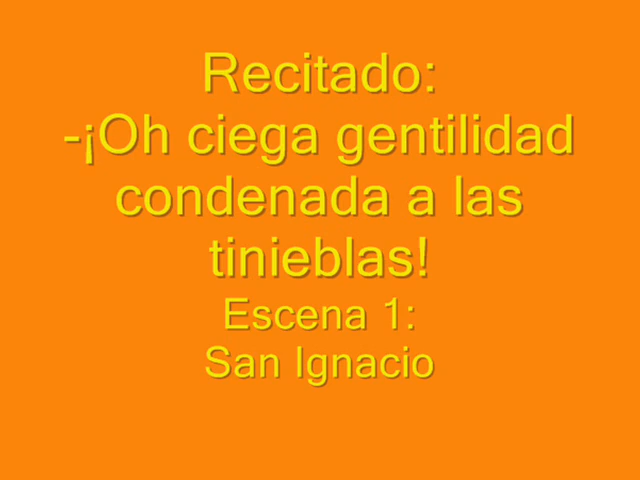 Recitado:
-¡Oh ciega gentilidad
condenada a las
tinieblas!
Escena 1:
San Ignacio